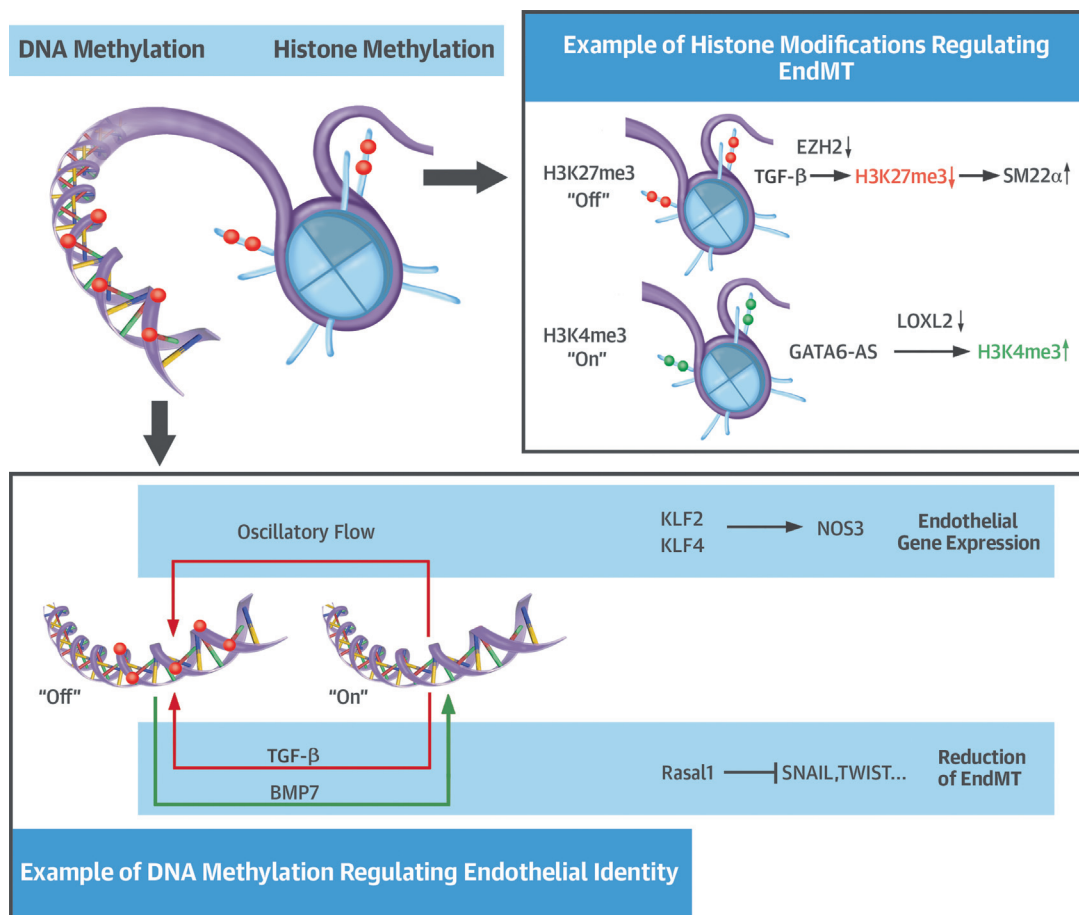 DNA Methylation
Histone Methylation
Example of Histone Modifications Regulating
EndMT
H3K27me3
"Off"
EZH2↓
TGF-β → H3K27me3↓ → SM22α↑
H3K4me3
"On"
LOXL2↓
GATA6-AS → H3K4me3↑
Oscillatory Flow
KLF2
KLF4
→ NOS3
Endothelial
Gene Expression
"Off"
"On"
TGF-β
BMP7
Rasal1
SNAIL,TWIST...
Reduction
of EndMT
Example of DNA Methylation Regulating Endothelial Identity